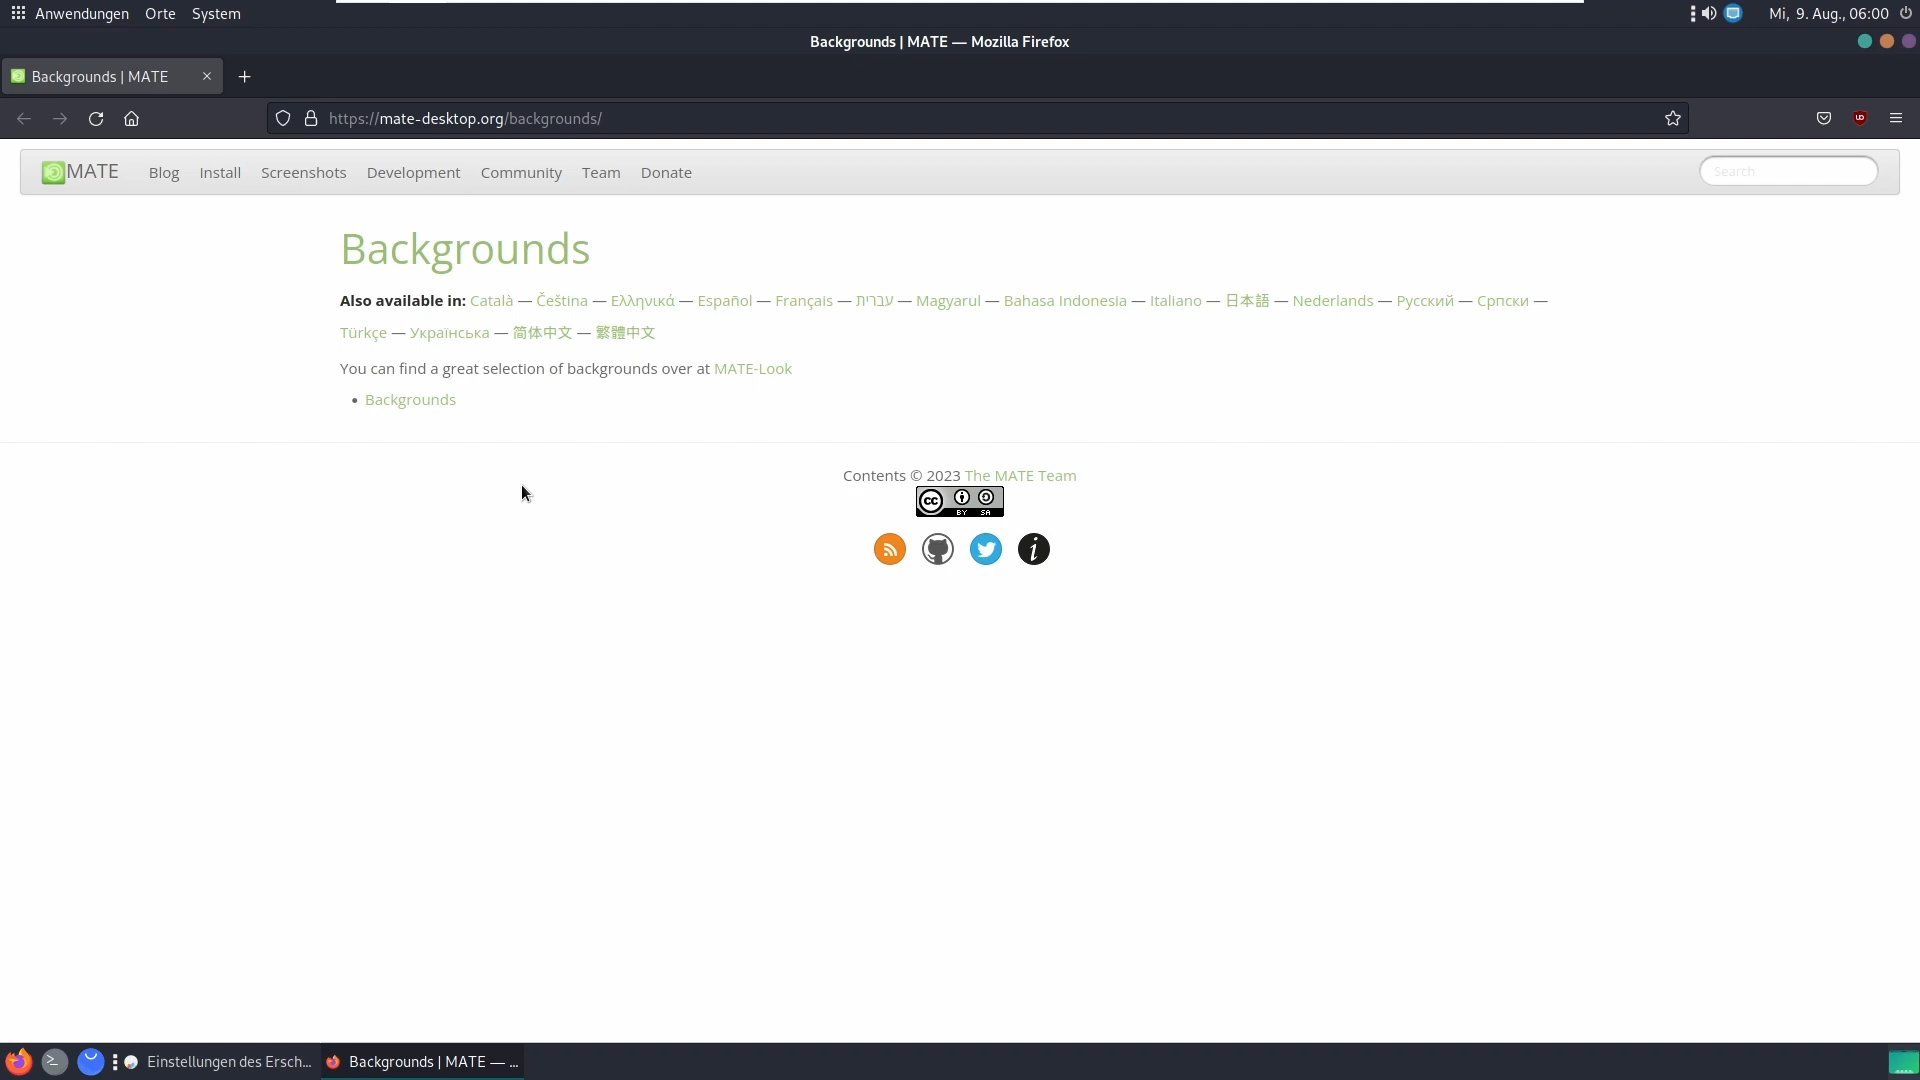 Anwendungen Orte System
Mi, 9. Aug., 06:00
Backgrounds | MATE — Mozilla Firefox
Backgrounds | MATE
https://mate-desktop.org/backgrounds/
MATE Blog Install Screenshots Development Community Team Donate Search
Backgrounds
Also available in: Català — Čeština — Ελληνικά — Español — Français — עברית — Magyarul — Bahasa Indonesia — Italiano — 日本語 — Nederlands — Русский — Српски —
Türkçe — Українська — 简体中文 — 繁體中文
You can find a great selection of backgrounds over at MATE-Look
• Backgrounds
Contents © 2023 The MATE Team
cc BY SA
Einstellungen des Ersch... Backgrounds | MATE — ...